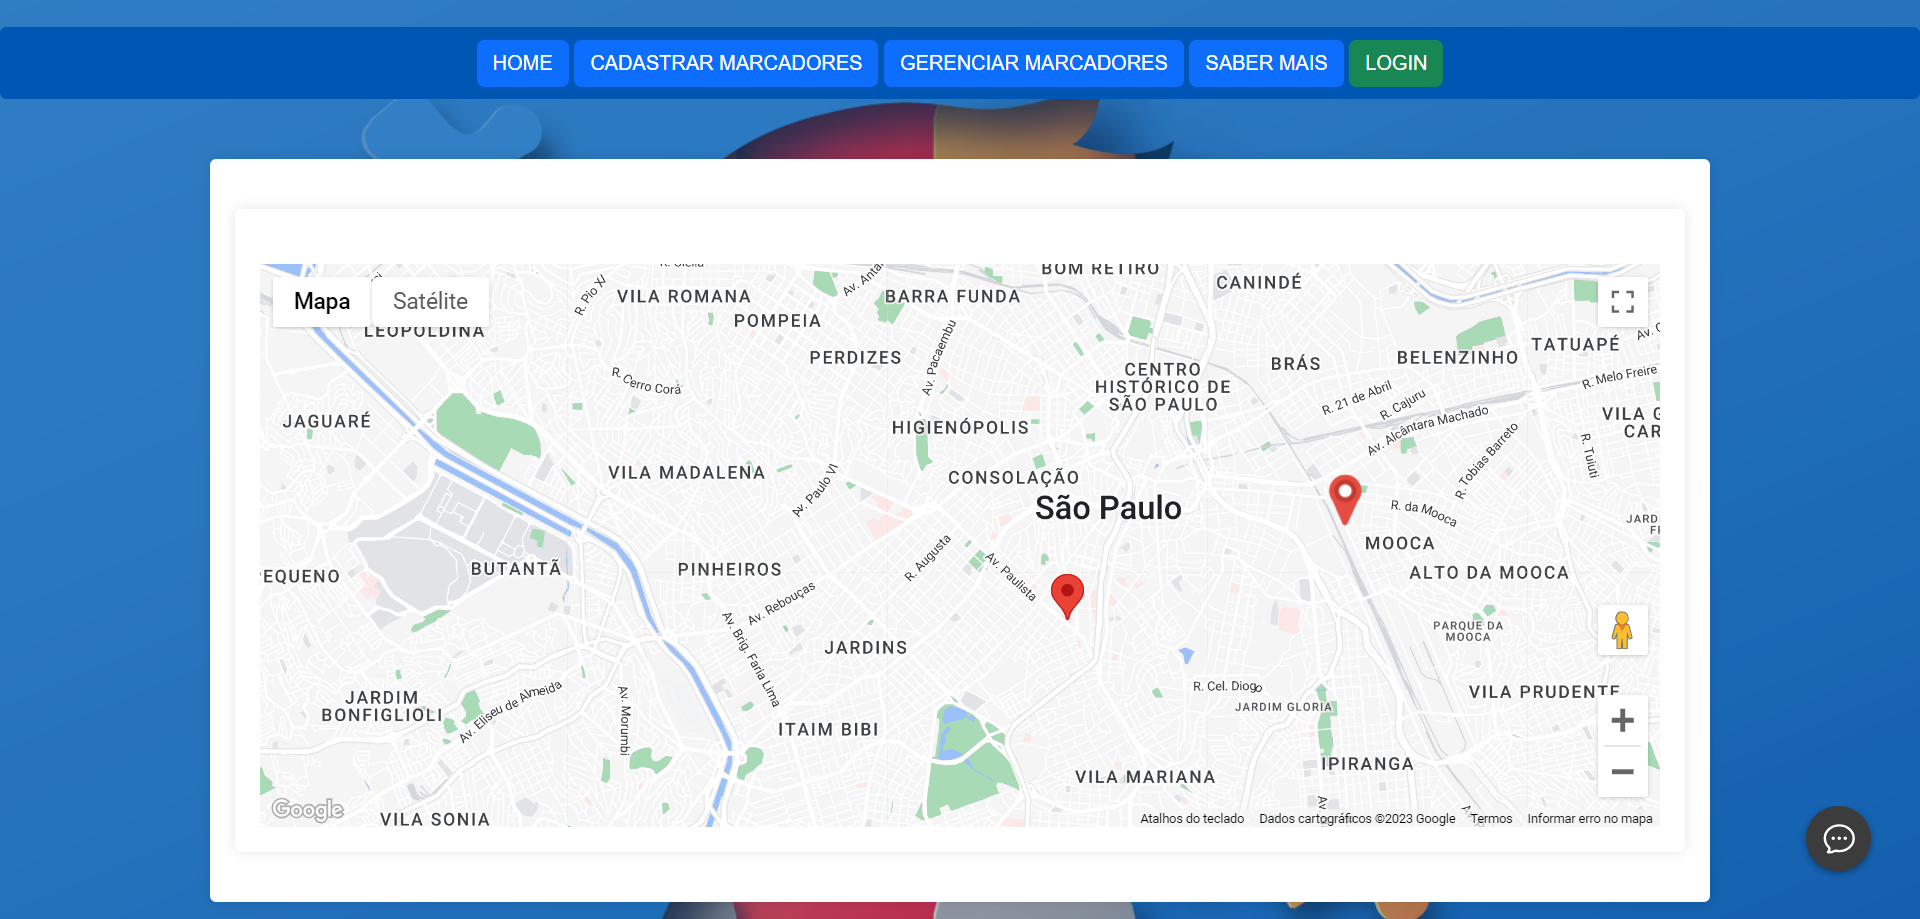 HOME
CADASTRAR MARCADORES
GERENCIAR MARCADORES
SABER MAIS
LOGIN
Mapa
Satélite
LEOPOLDINA
R. Pio XI
VILA ROMANA
POMPEIA
PERDIZES
BARRA FUNDA
BOM RETIRO
CANINDÉ
Av. Pacaembu
R. Cerro Corá
CENTRO
HISTÓRICO DE
SÃO PAULO
BRÁS
BELENZINHO
TATUAPÉ
R. Melo Freire
R. 21 de Abril
R. Cajuru
Av. Alcântara Machado
R. Tobias Barreto
R. Tuiuti
VILA G
CAR
JAGUARÉ
HIGIENÓPOLIS
VILA MADALENA
Av. Paulo VI
CONSOLAÇÃO
São Paulo
R. da Mooca
MOOCA
ALTO DA MOOCA
JARD
EQUENO
BUTANTÃ
PINHEIROS
R. Augusta
Av. Paulista
Av. Rebouças
Av. Brig. Faria Lima
JARDINS
PARQUE DA
MOOCA
JARDIM
BONFIGLIOLI
Av. Eliseu de Almeida
Av. Morumbi
R. Cel. Diogo
JARDIM GLORIA
VILA PRUDENTE
ITAIM BIBI
VILA MARIANA
IPIRANGA
VILA SONIA
Google
Atalhos do teclado
Dados cartográficos ©2023 Google
Termos
Informar erro no mapa